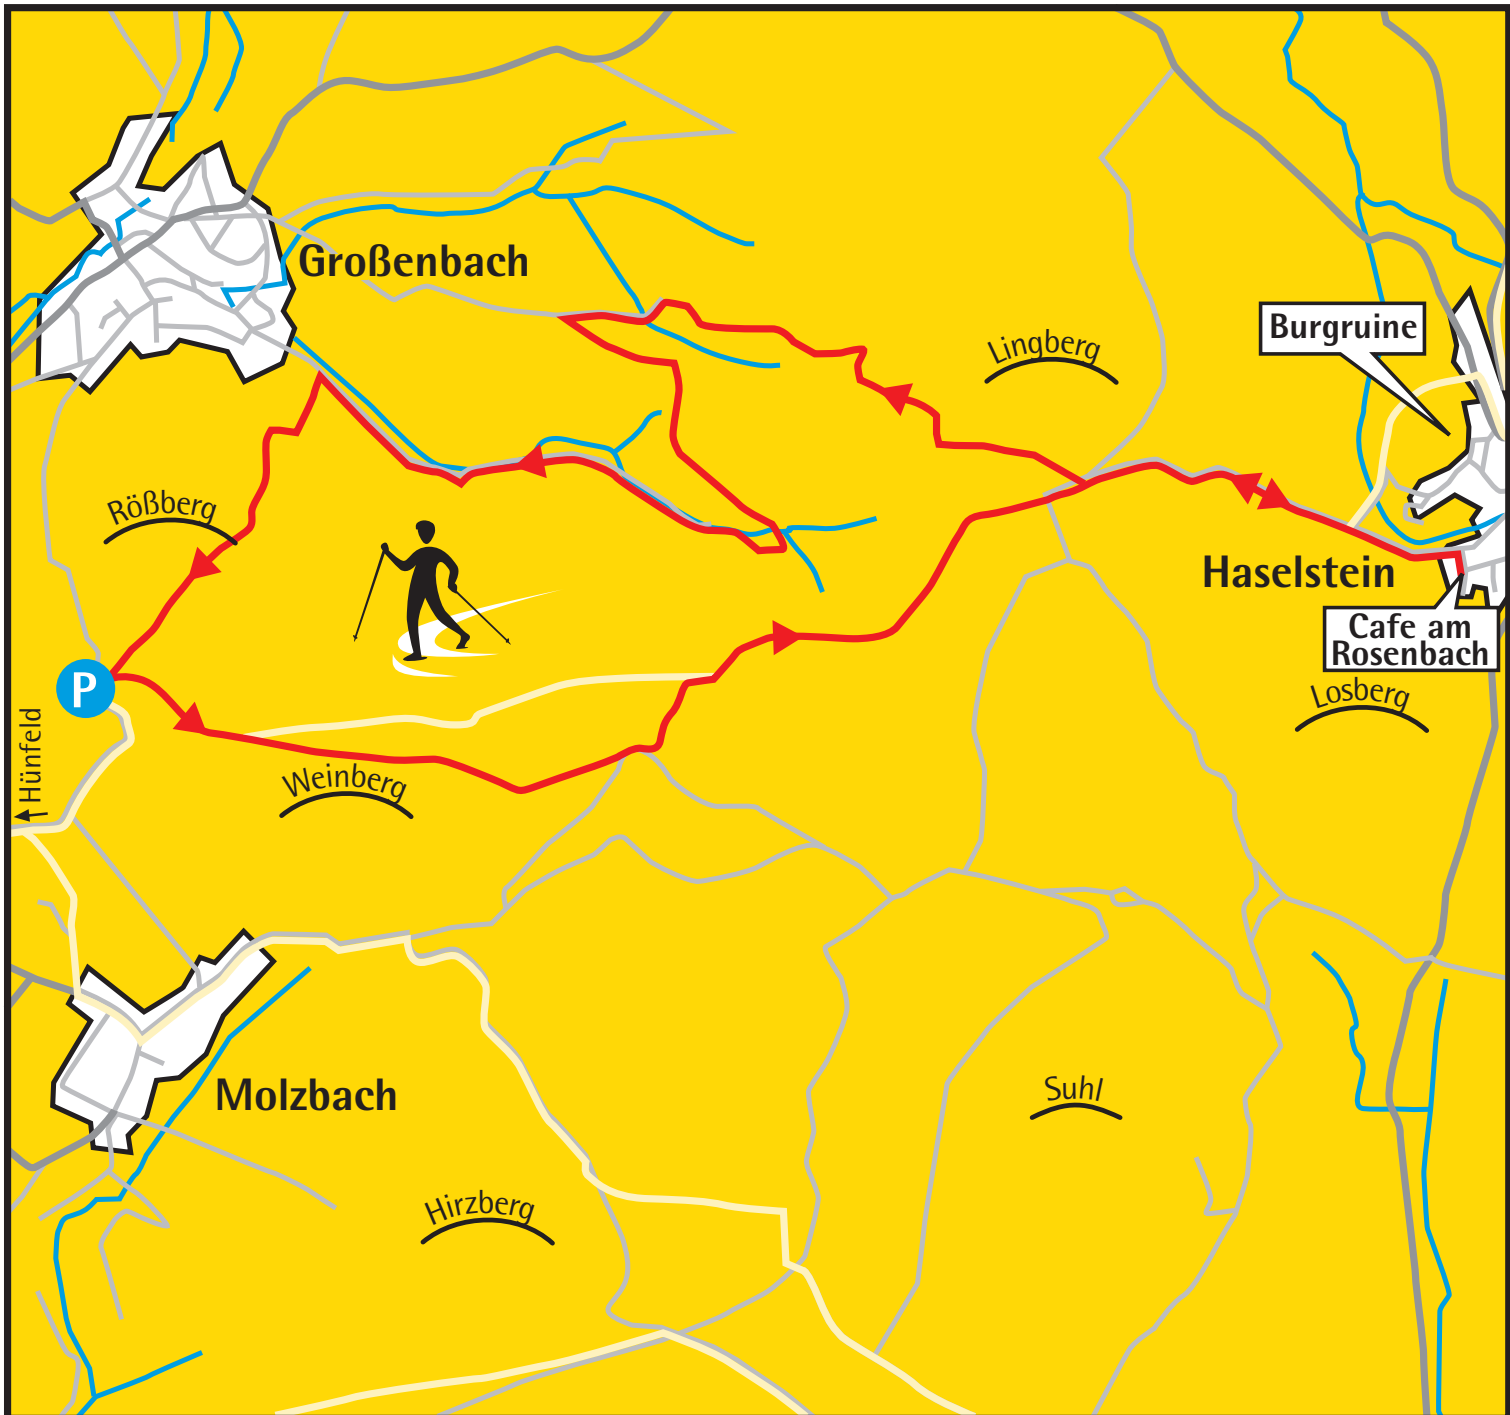 Großenbach
Burgruine
Lingberg
Rößberg
Haselstein
Cafe am
Rosenbach
P
Losberg
Hünfeld
Weinberg
Molzbach
Suhl
Hirzberg